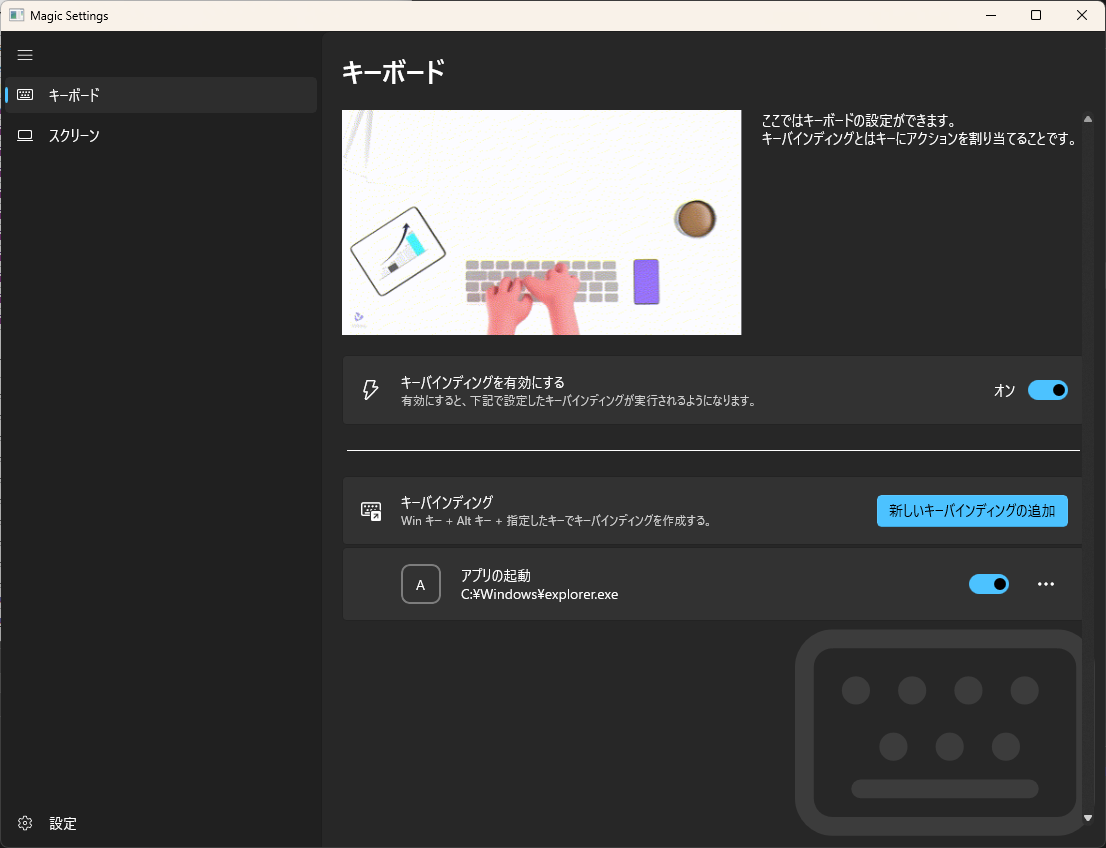 Magic Settings
キーボード
スクリーン
設定
キーボード
ここではキーボードの設定ができます。
キーバインディングとはキーにアクションを割り当てることです。
キーバインディングを有効にする
有効にすると、下記で設定したキーバインディングが実行されるようになります。
オン
キーバインディング
Win キー + Alt キー + 指定したキーでキーバインディングを作成する。
新しいキーバインディングの追加
A
アプリの起動
C:¥Windows¥explorer.exe